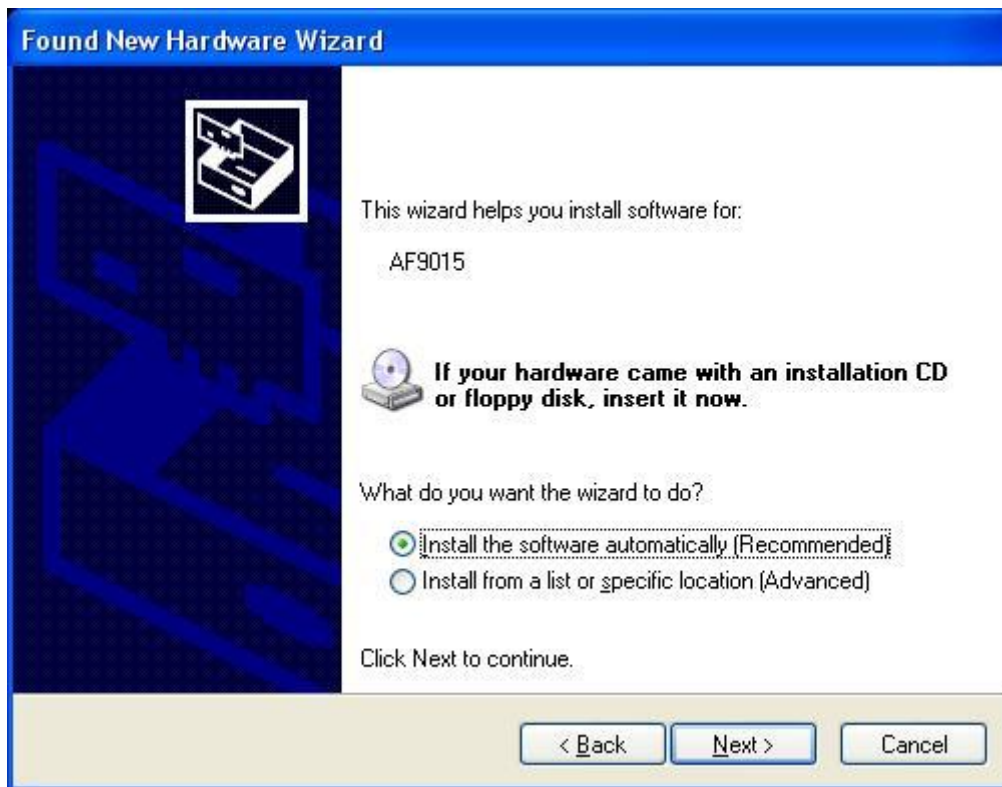 Found New Hardware Wizard
This wizard helps you install software for:
AF9015
If your hardware came with an installation CD
or floppy disk, insert it now.
What do you want the wizard to do?
Install the software automatically (Recommended)
Install from a list or specific location (Advanced)
Click Next to continue.
< Back Next > Cancel